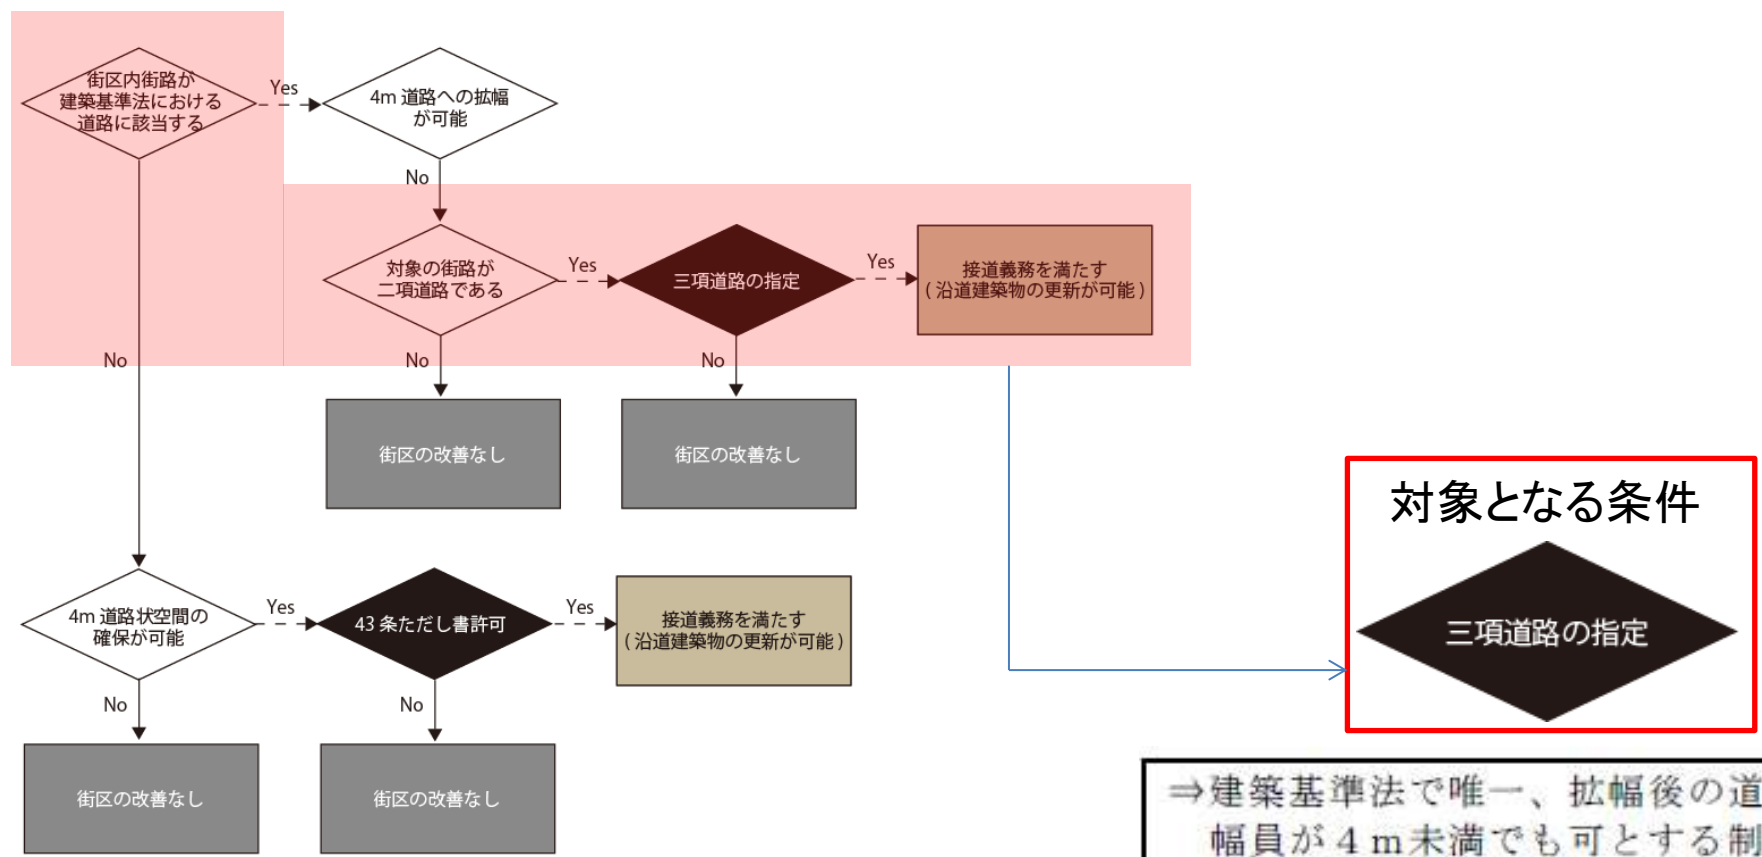 街区内街路が
建築基準法における
道路に該当する
Yes
4m 道路への拡幅
が可能
No
対象の街路が
二項道路である
Yes
三項道路の指定
Yes
接道義務を満たす
( 沿道建築物の更新が可能 )
No
No
No
街区の改善なし
街区の改善なし
対象となる条件
三項道路の指定
4m 道路状空間の
確保が可能
Yes
43 条ただし書許可
Yes
接道義務を満たす
( 沿道建築物の更新が可能 )
No
No
街区の改善なし
街区の改善なし
⇒建築基準法で唯一、拡幅後の道
幅員が4m未満でも可とする制